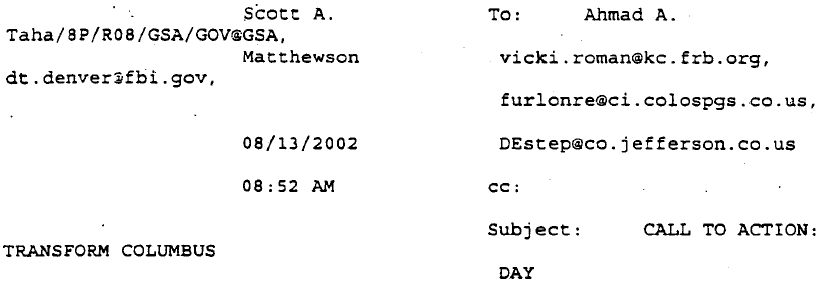 Scott A. To: Ahmad A.
Taha/8P/R08/GSA/GOV@GSA,
Matthewson vicki.roman@kc.frb.org,
dt.denver@fbi.gov,
furlonre@ci.colospgs.co.us,
08/13/2002 DEstep@co.jefferson.co.us
08:52 AM cc:
Subject: CALL TO ACTION:
TRANSFORM COLUMBUS
DAY